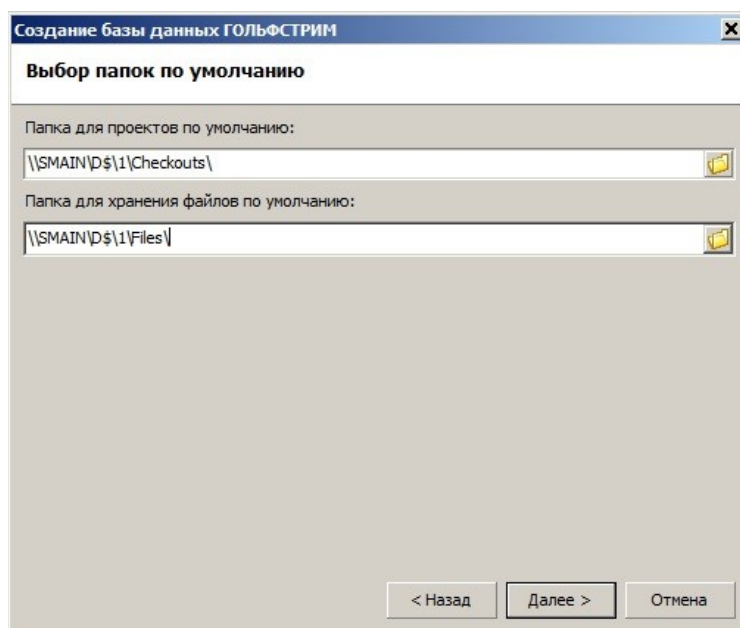 Создание базы данных ГОЛЬФСТРИМ
Выбор папок по умолчанию
Папка для проектов по умолчанию:
\\SMAIN\D$\1\Checkouts\
Папка для хранения файлов по умолчанию:
\\SMAIN\D$\1\Files\
< Назад Далее > Отмена